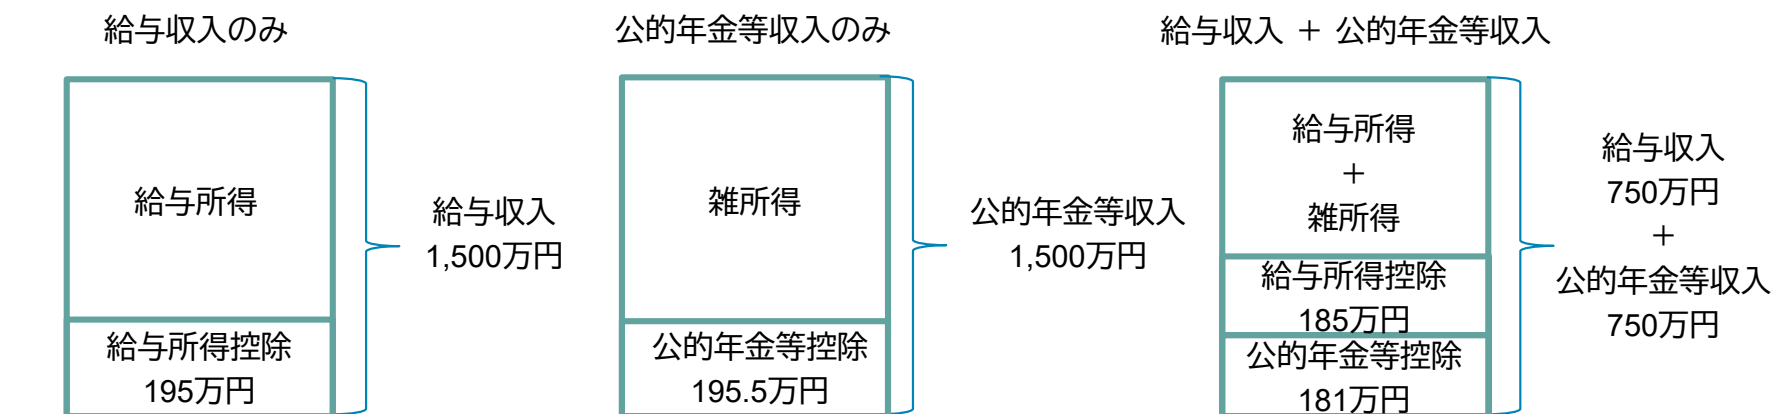 給与収入のみ
給与所得
給与所得控除
195万円
給与収入
1,500万円
公的年金等収入のみ
雑所得
公的年金等控除
195.5万円
公的年金等収入
1,500万円
給与収入 + 公的年金等収入
給与所得
+
雑所得
給与所得控除
185万円
公的年金等控除
181万円
給与収入
750万円
+
公的年金等収入
750万円